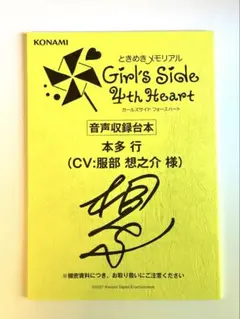 KONAMI
ときめきメモリアル
Girl's Side
4th Heart
ガールズサイド フォースハート
音声収録台本
本多 行
(CV:服部 想之介 様)
※機密資料につき、お取り扱いにご注意ください